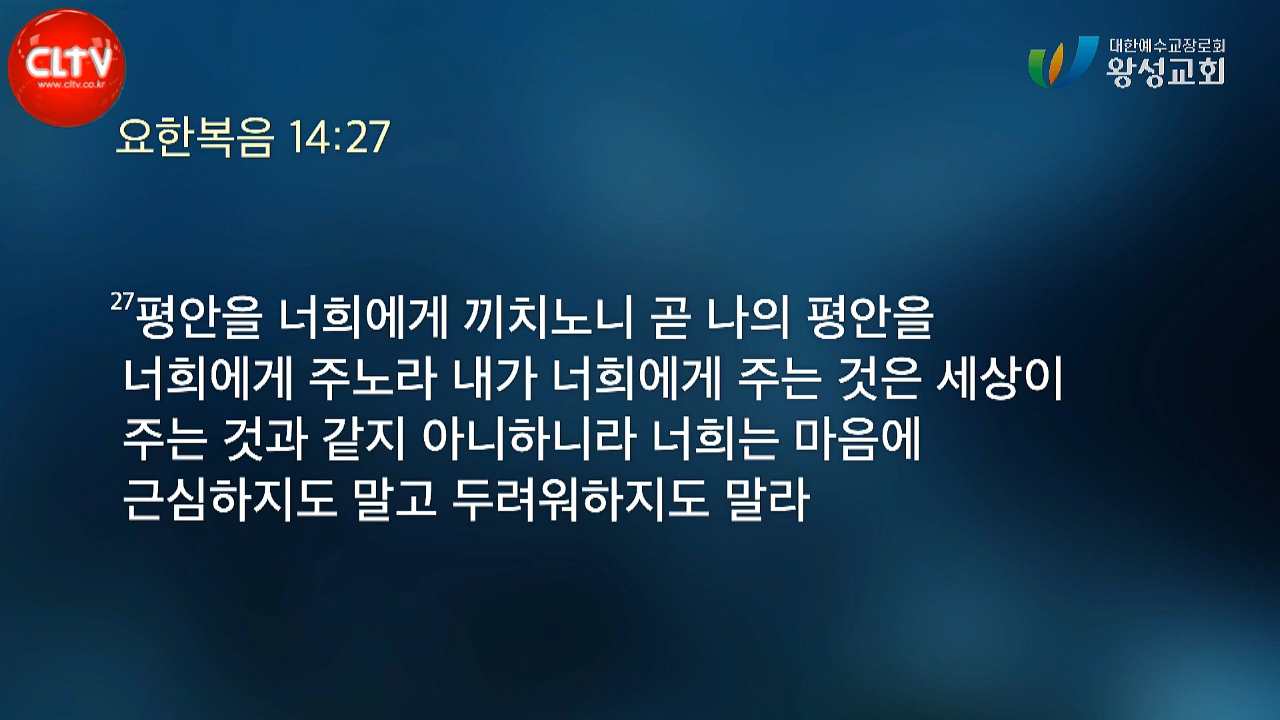 CLTV
www.cltv.co.kr
대한예수교장로회
왕성교회
요한복음 14:27
27평안을 너희에게 끼치노니 곧 나의 평안을
너희에게 주노라 내가 너희에게 주는 것은 세상이
주는 것과 같지 아니하니라 너희는 마음에
근심하지도 말고 두려워하지도 말라